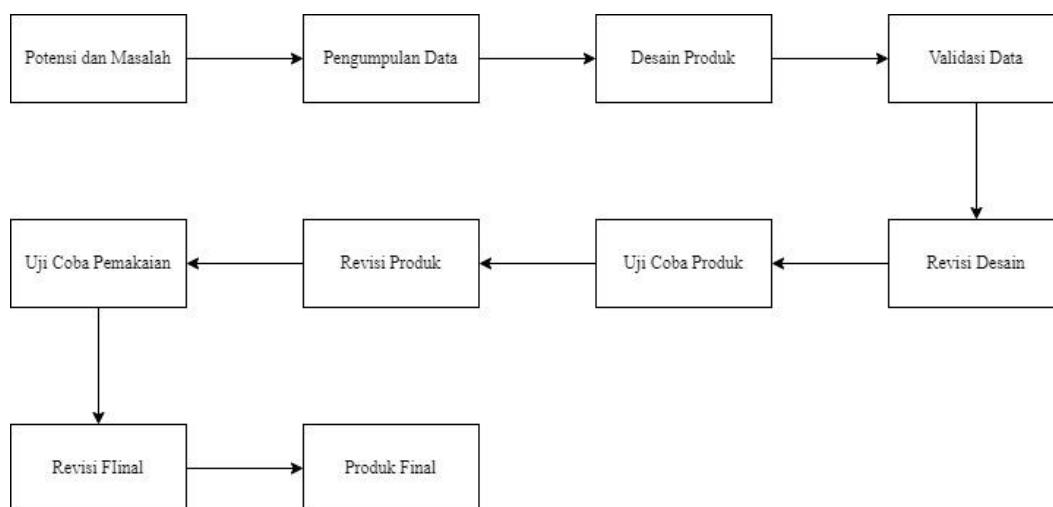 Potensi dan Masalah
Pengumpulan Data
Desain Produk
Validasi Data
Revisi Desain
Uji Coba Produk
Revisi Produk
Uji Coba Pemakaian
Revisi FIinal
Produk Final